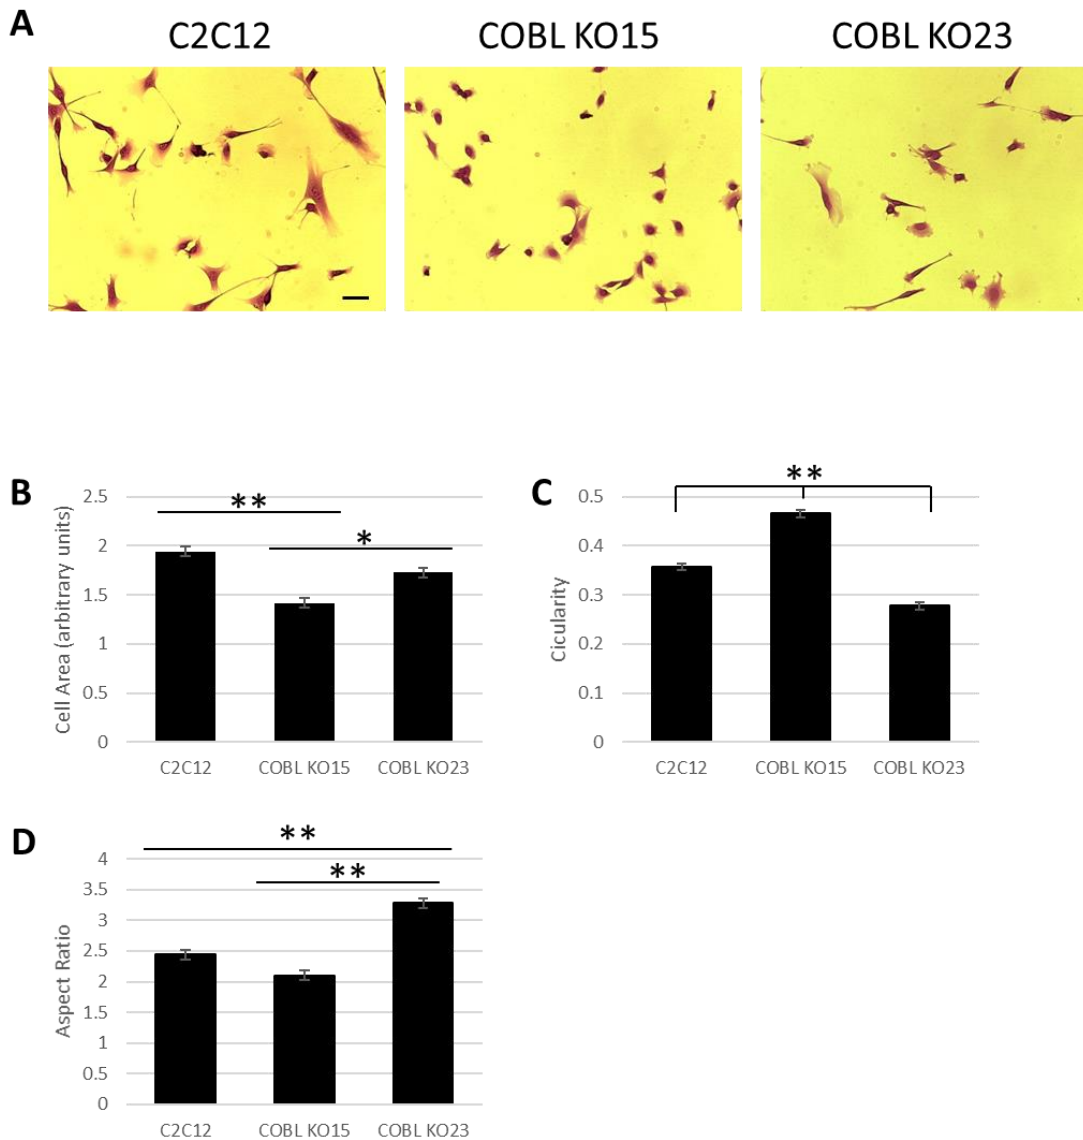 A
C2C12
COBL KO15
COBL KO23
B
**
*
Cell Area (arbitrary units)
2.5
2
1.5
1
0.5
0
C2C12
COBL KO15
COBL KO23
C
**
Cicularity
0.5
0.4
0.3
0.2
0.1
0
C2C12
COBL KO15
COBL KO23
D
**
**
Aspect Ratio
4
3.5
3
2.5
2
1.5
1
0.5
0
C2C12
COBL KO15
COBL KO23